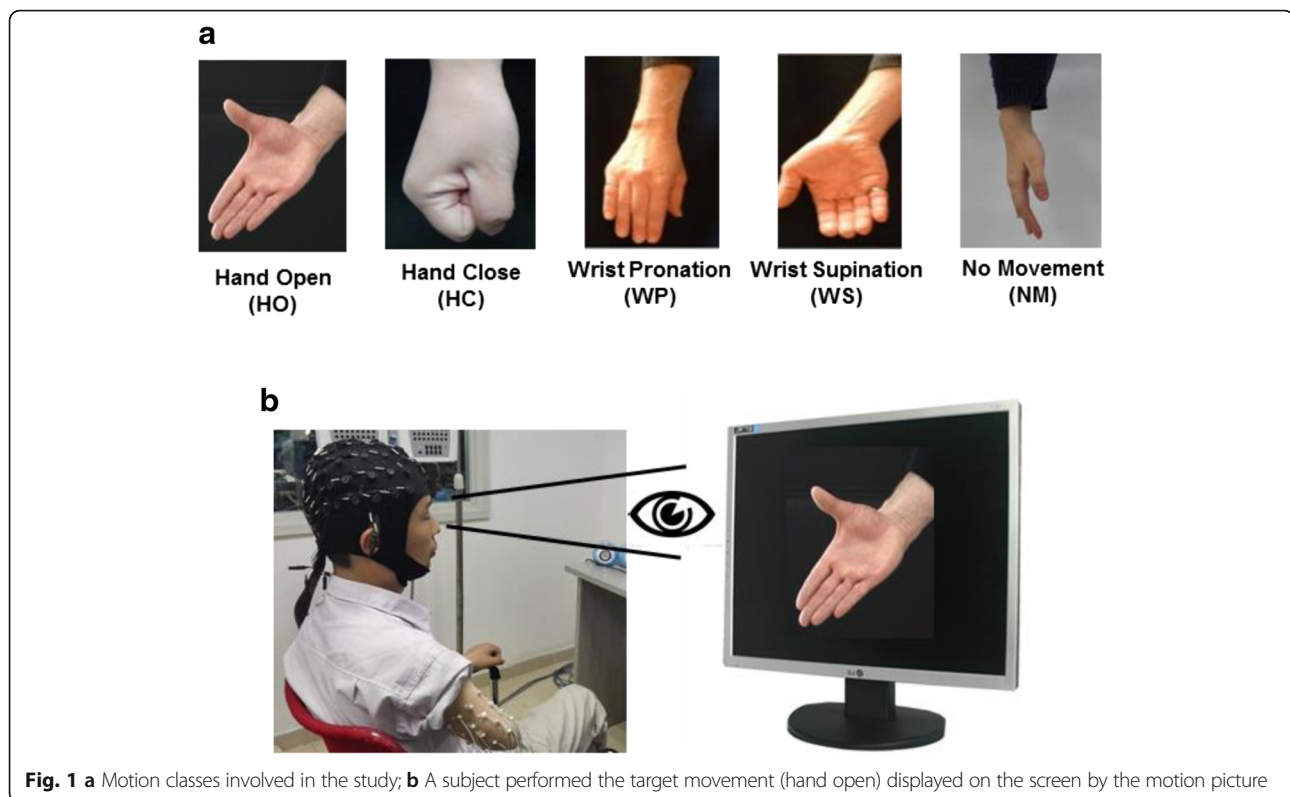 a
Hand Open
(HO)
Hand Close
(HC)
Wrist Pronation
(WP)
Wrist Supination
(WS)
No Movement
(NM)
b
Fig. 1 a Motion classes involved in the study; b A subject performed the target movement (hand open) displayed on the screen by the motion picture